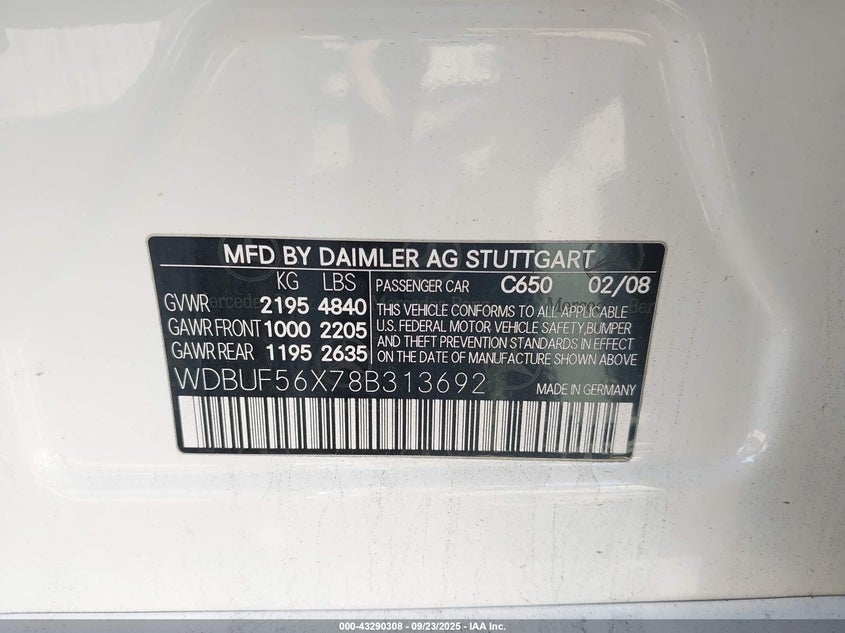 MFD BY DAIMLER AG STUTTGART
KG LBS
GVWR 2195 4840
GAWR FRONT 1000 2205
GAWR REAR 1195 2635
PASSENGER CAR C650 02/08
THIS VEHICLE CONFORMS TO ALL APPLICABLE
U.S. FEDERAL MOTOR VEHICLE SAFETY,BUMPER
AND THEFT PREVENTION STANDARDS IN EFFECT
ON THE DATE OF MANUFACTURE SHOWN ABOVE
WDBUF56X78B313692 MADE IN GERMANY
000-43290308 - 09/23/2025 - IAA Inc.